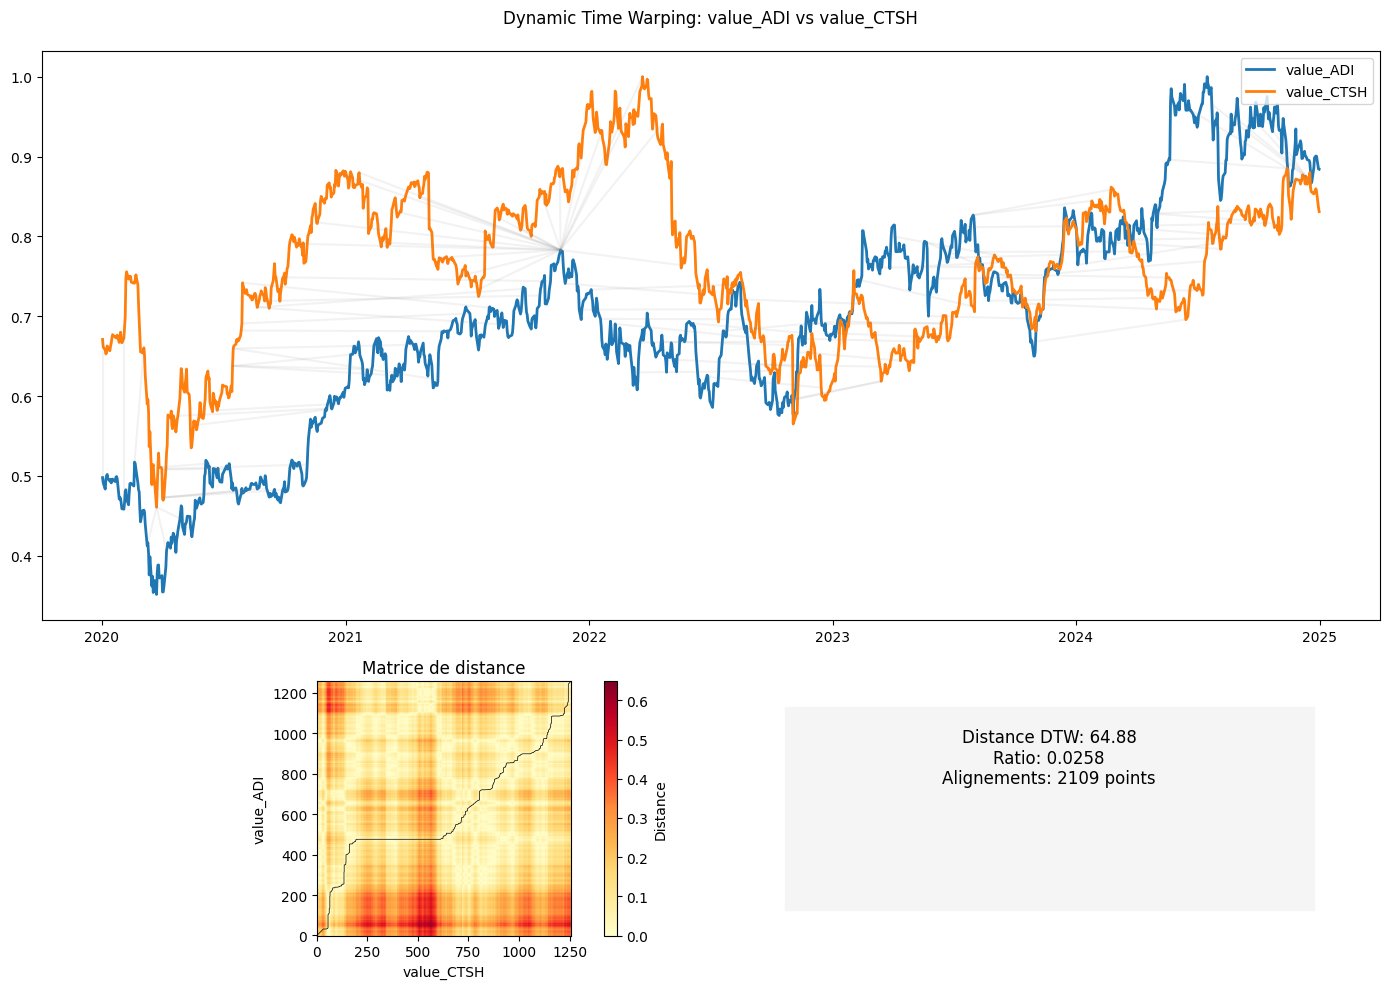 Dynamic Time Warping: value_ADI vs value_CTSH
value_ADI
value_CTSH
1.0
0.9
0.8
0.7
0.6
0.5
0.4
2020 2021 2022 2023 2024 2025
Matrice de distance
value_ADI
1200
1000
800
600
400
200
0
0 250 500 750 1000 1250
value_CTSH
0.6
0.5
0.4
0.3
0.2
0.1
0.0
Distance
Distance DTW: 64.88
Ratio: 0.0258
Alignements: 2109 points